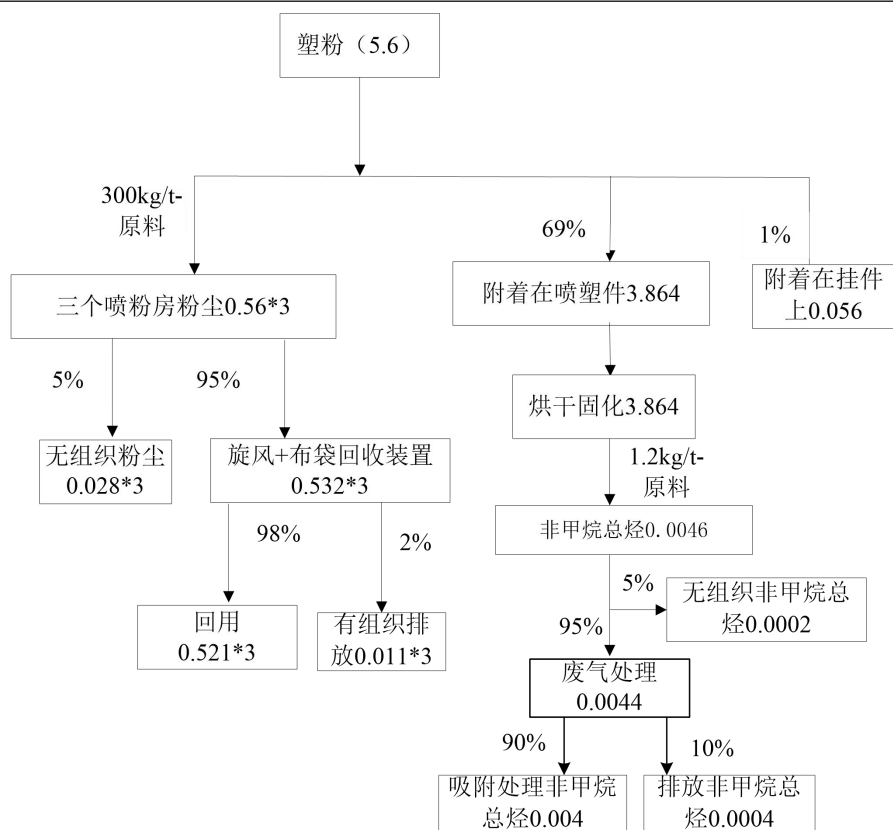 塑粉（5.6）
300kg/t-
原料
69%
1%
三个喷粉房粉尘0.56*3
附着在喷塑件3.864
附着在挂件
上0.056
5%
95%
烘干固化3.864
无组织粉尘
0.028*3
旋风+布袋回收装置
0.532*3
1.2kg/t-
原料
98%
2%
非甲烷总烃0.0046
回用
0.521*3
有组织排
放0.011*3
5%
无组织非甲烷总
烃0.0002
95%
废气处理
0.0044
90%
10%
吸附处理非甲烷
总烃0.004
排放非甲烷总
烃0.0004